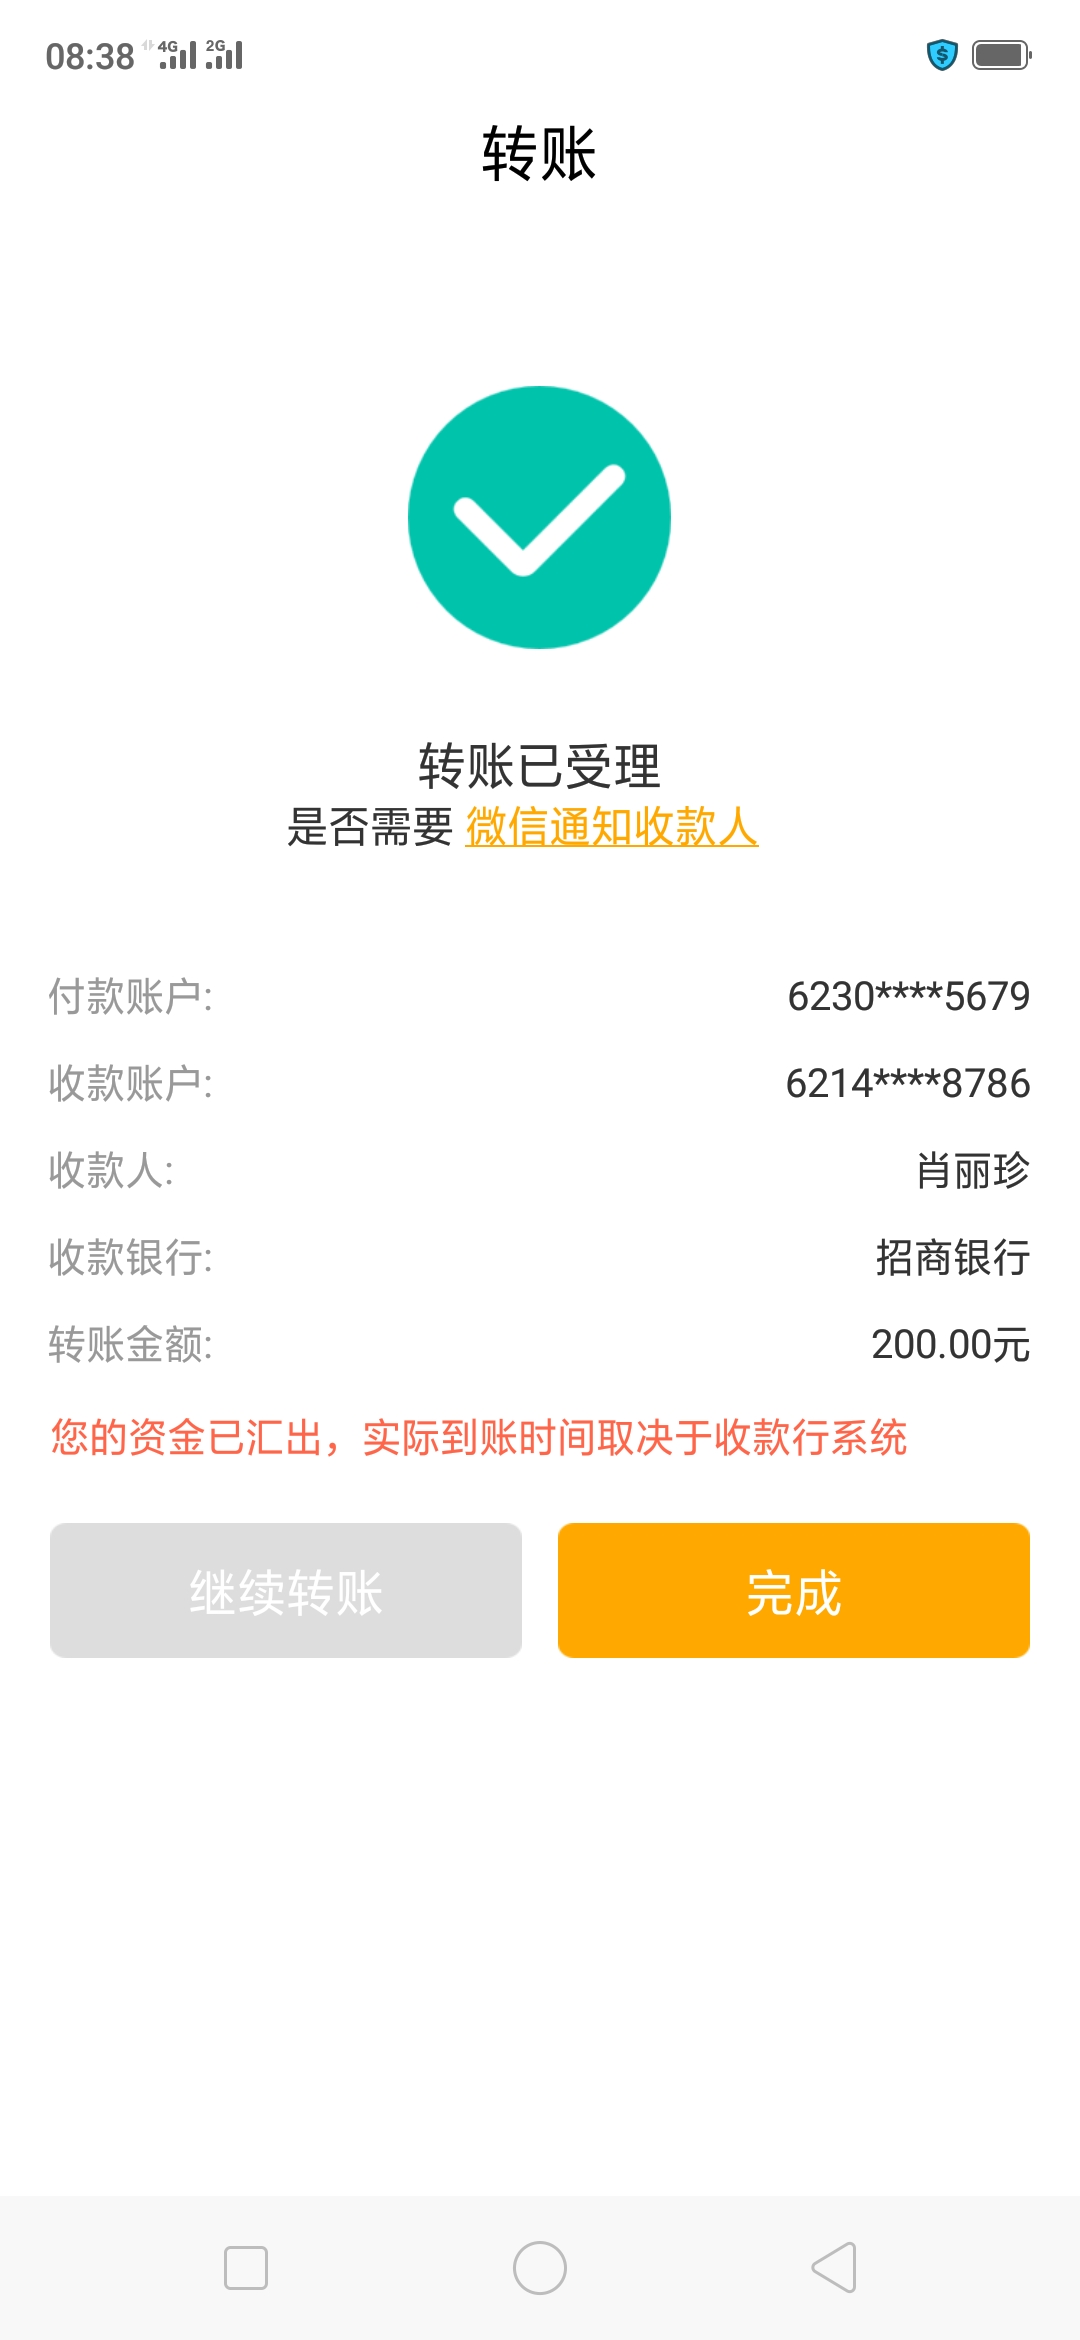 08:38 4G 2G
转账
转账已受理
是否需要 微信通知收款人
付款账户: 6230****5679
收款账户: 6214****8786
收款人: 肖丽珍
收款银行: 招商银行
转账金额: 200.00元
您的资金已汇出，实际到账时间取决于收款行系统
继续转账 完成